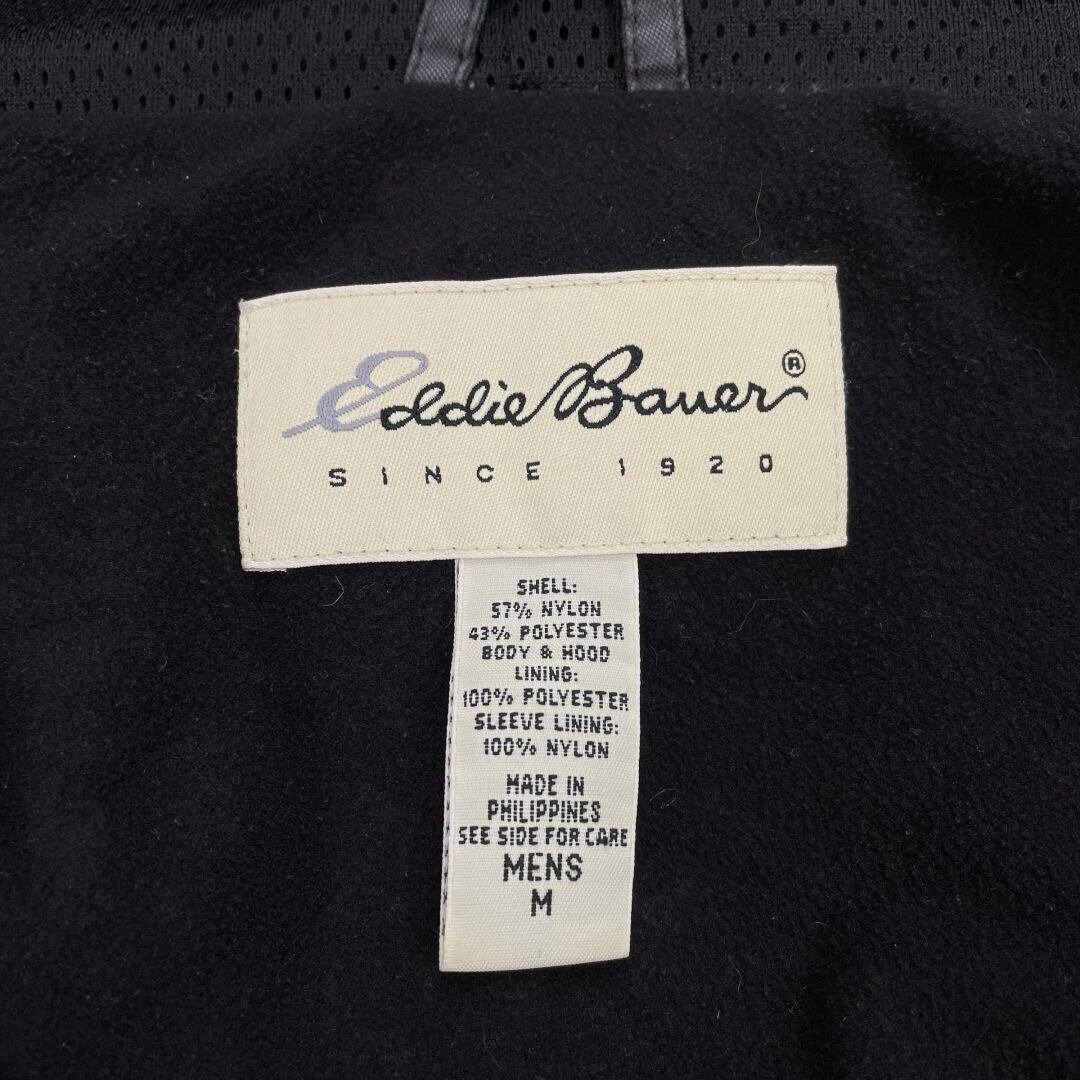 Eddie Bauer®
SINCE 1920
SHELL:
57% NYLON
43% POLYESTER
BODY & HOOD
LINING:
100% POLYESTER
SLEEVE LINING:
100% NYLON
MADE IN
PHILIPPINES
SEE SIDE FOR CARE
MENS
M